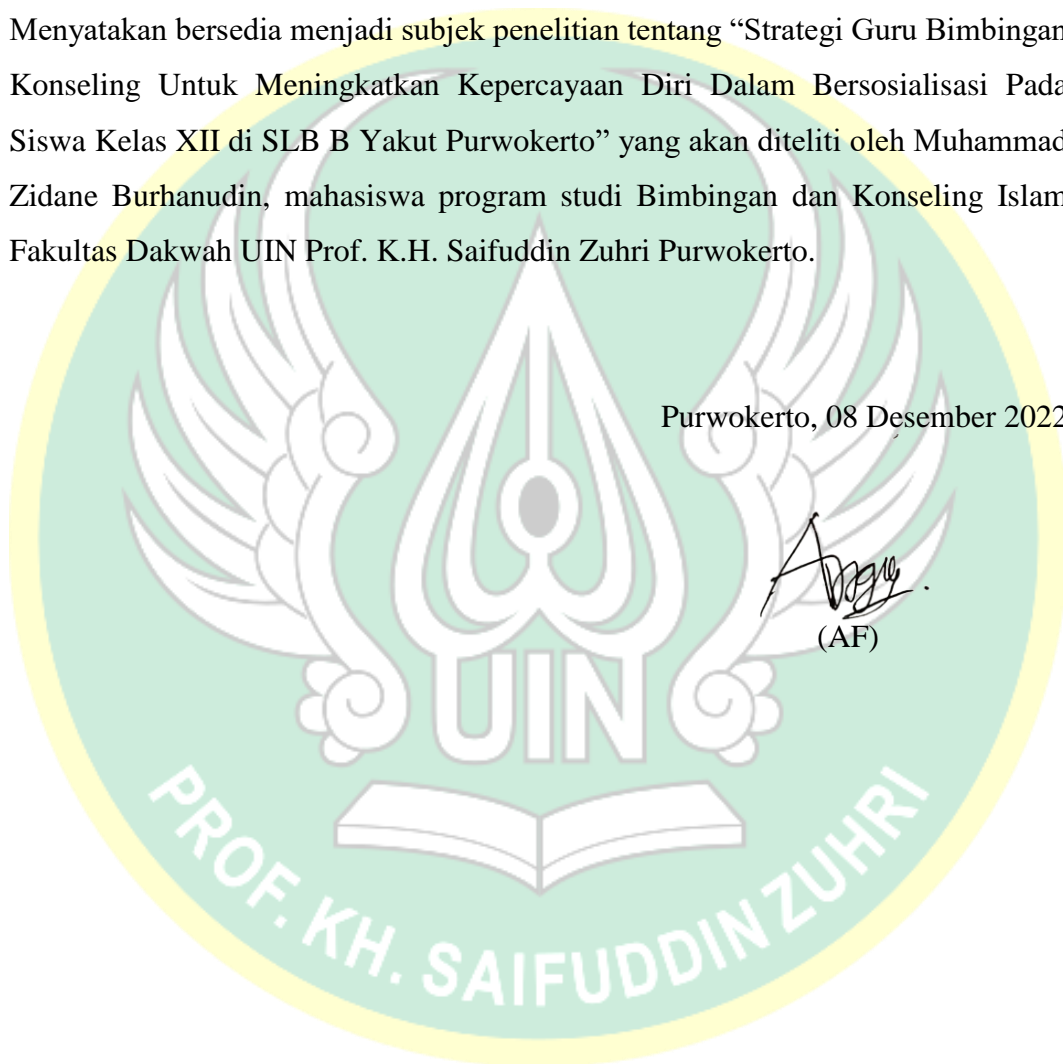 Menyatakan bersedia menjadi subjek penelitian tentang “Strategi Guru Bimbingan
Konseling Untuk Meningkatkan Kepercayaan Diri Dalam Bersosialisasi Pada
Siswa Kelas XII di SLB B Yakut Purwokerto” yang akan diteliti oleh Muhammad
Zidane Burhanudin, mahasiswa program studi Bimbingan dan Konseling Islam
Fakultas Dakwah UIN Prof. K.H. Saifuddin Zuhri Purwokerto.
Purwokerto, 08 Desember 2022
(AF)
UIN
PROF. KH. SAIFUDDIN ZUHRI